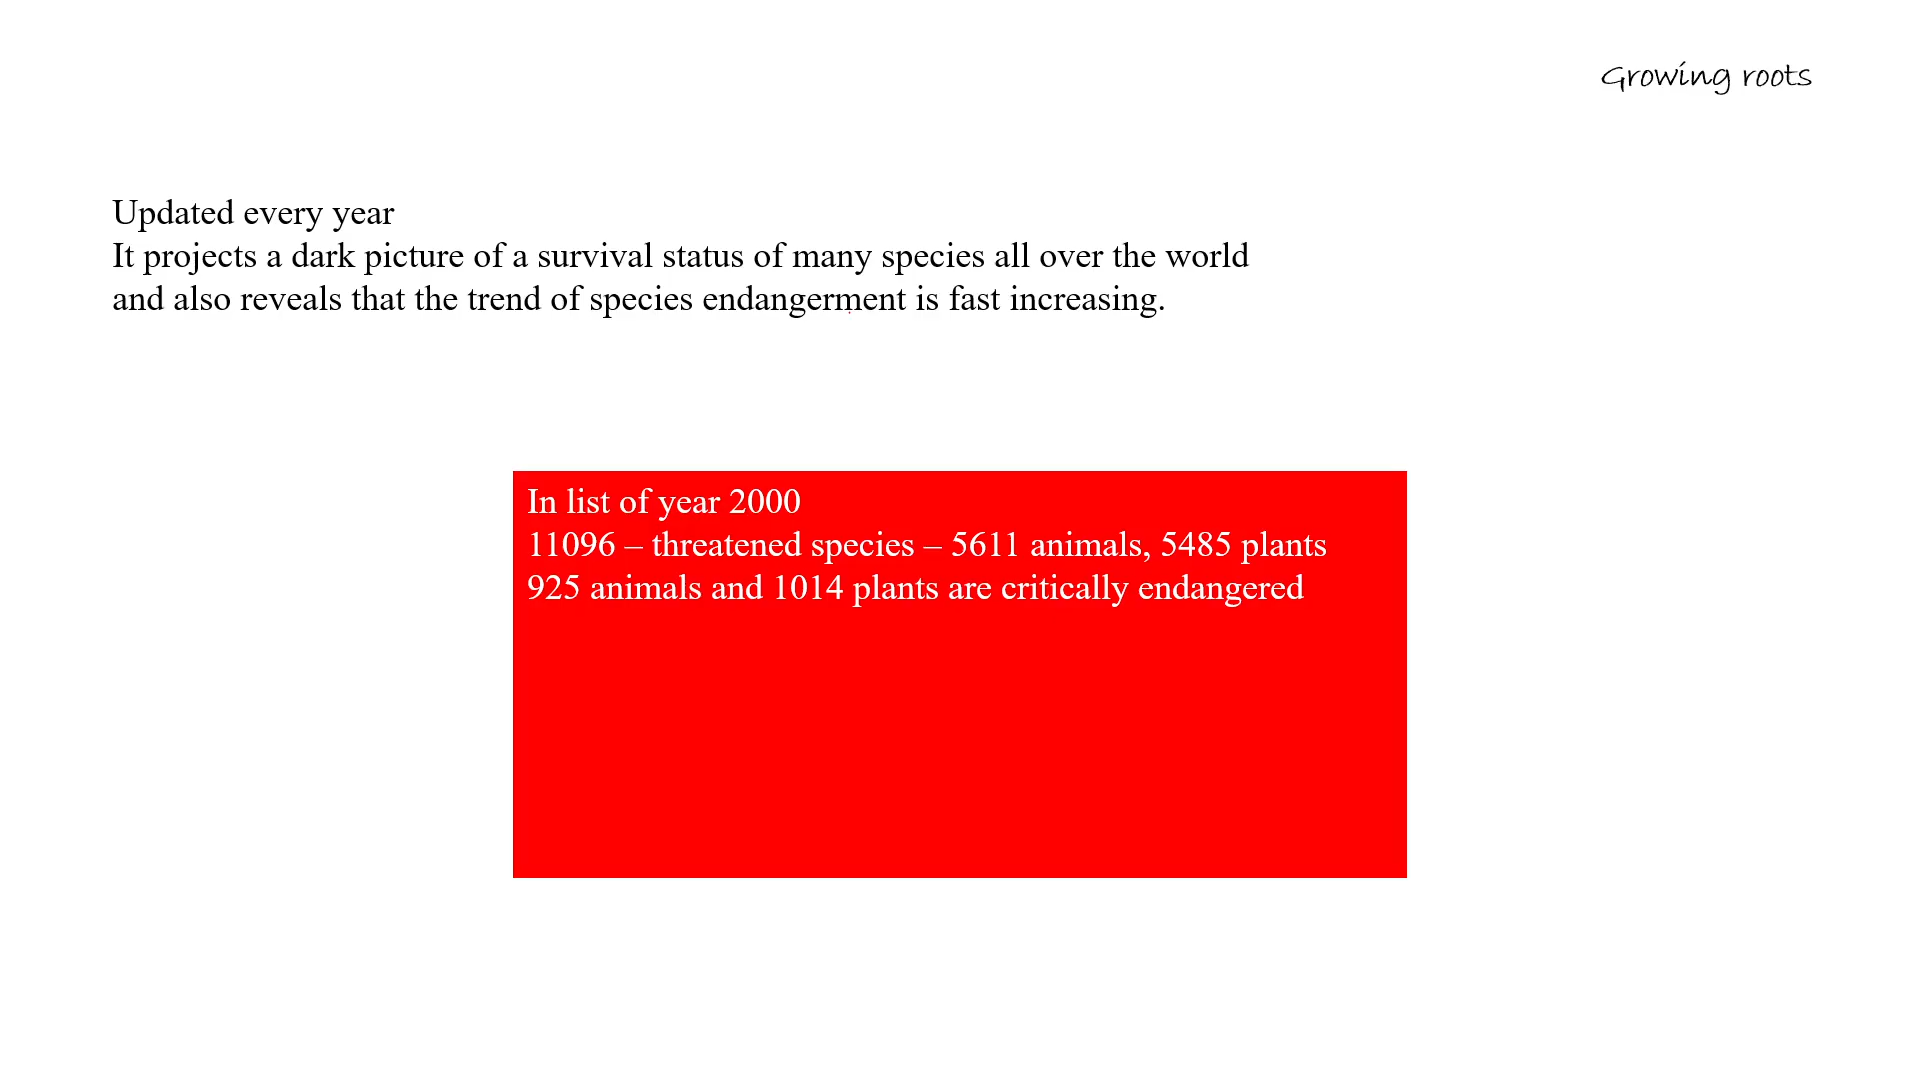 Growing roots
Updated every year
It projects a dark picture of a survival status of many species all over the world
and also reveals that the trend of species endangerment is fast increasing.
In list of year 2000
11096 – threatened species – 5611 animals, 5485 plants
925 animals and 1014 plants are critically endangered